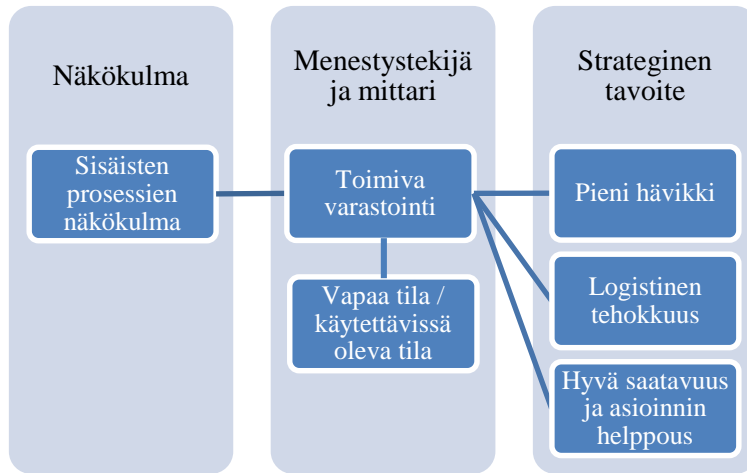 Näkökulma
Sisäisten
prosessien
näkökulma
Menestystekijä
ja mittari
Toimiva
varastointi
Vapaa tila /
käytettävissä
oleva tila
Strateginen
tavoite
Pieni hävikki
Logistinen
tehokkuus
Hyvä saatavuus
ja asioinnin
helppous